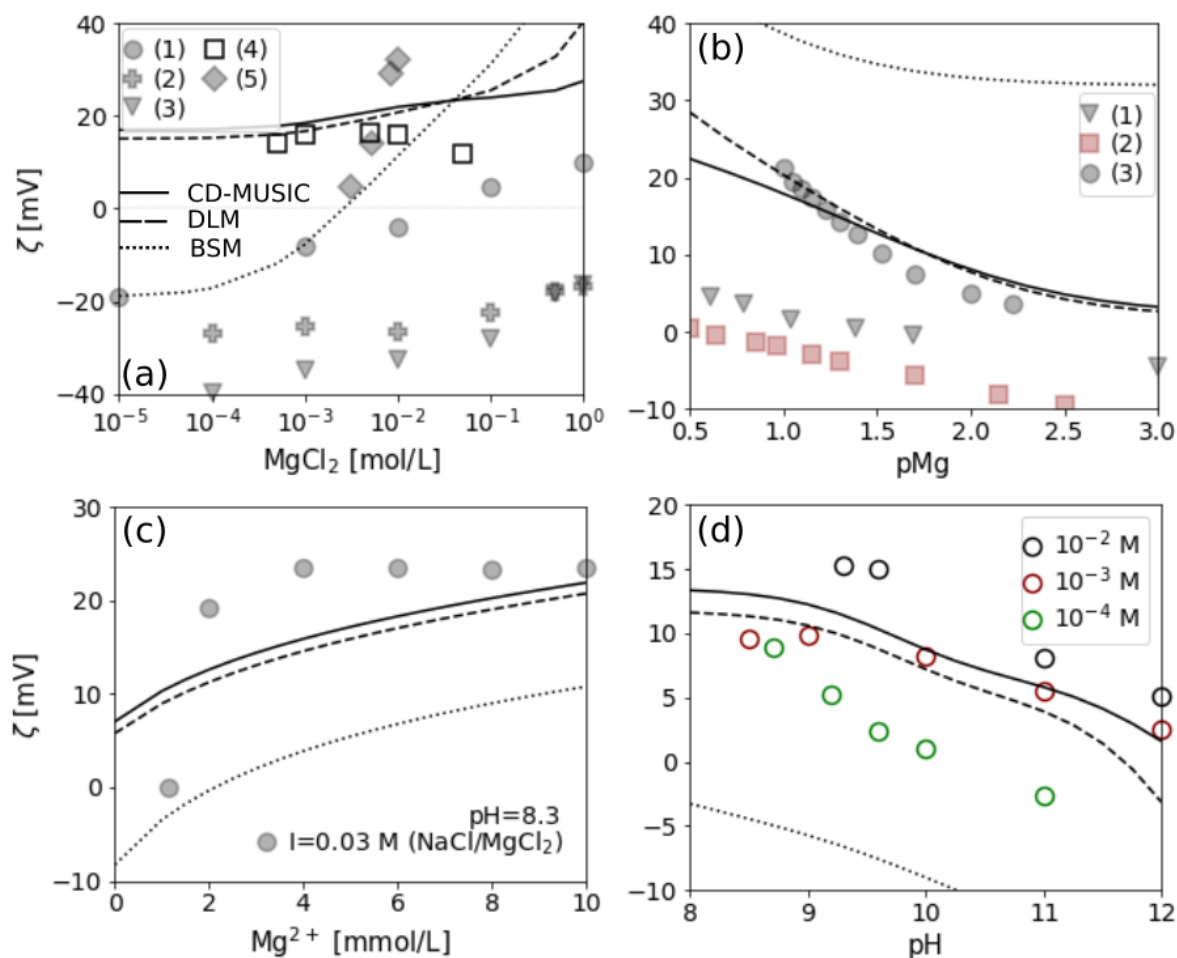 (a)
40
20
0
−20
−40
ζ [mV]
(1) (4)
(2) (5)
(3)
CD-MUSIC
DLM
BSM
10⁻⁵ 10⁻⁴ 10⁻³ 10⁻² 10⁻¹ 10⁰
MgCl₂ [mol/L]
(b)
40
30
20
10
0
−10
(1)
(2)
(3)
0.5 1.0 1.5 2.0 2.5 3.0
pMg
(c)
30
20
10
0
−10
ζ [mV]
pH=8.3
I=0.03 M (NaCl/MgCl₂)
0 2 4 6 8 10
Mg²⁺ [mmol/L]
(d)
20
15
10
5
0
−5
−10
10⁻² M
10⁻³ M
10⁻⁴ M
8 9 10 11 12
pH